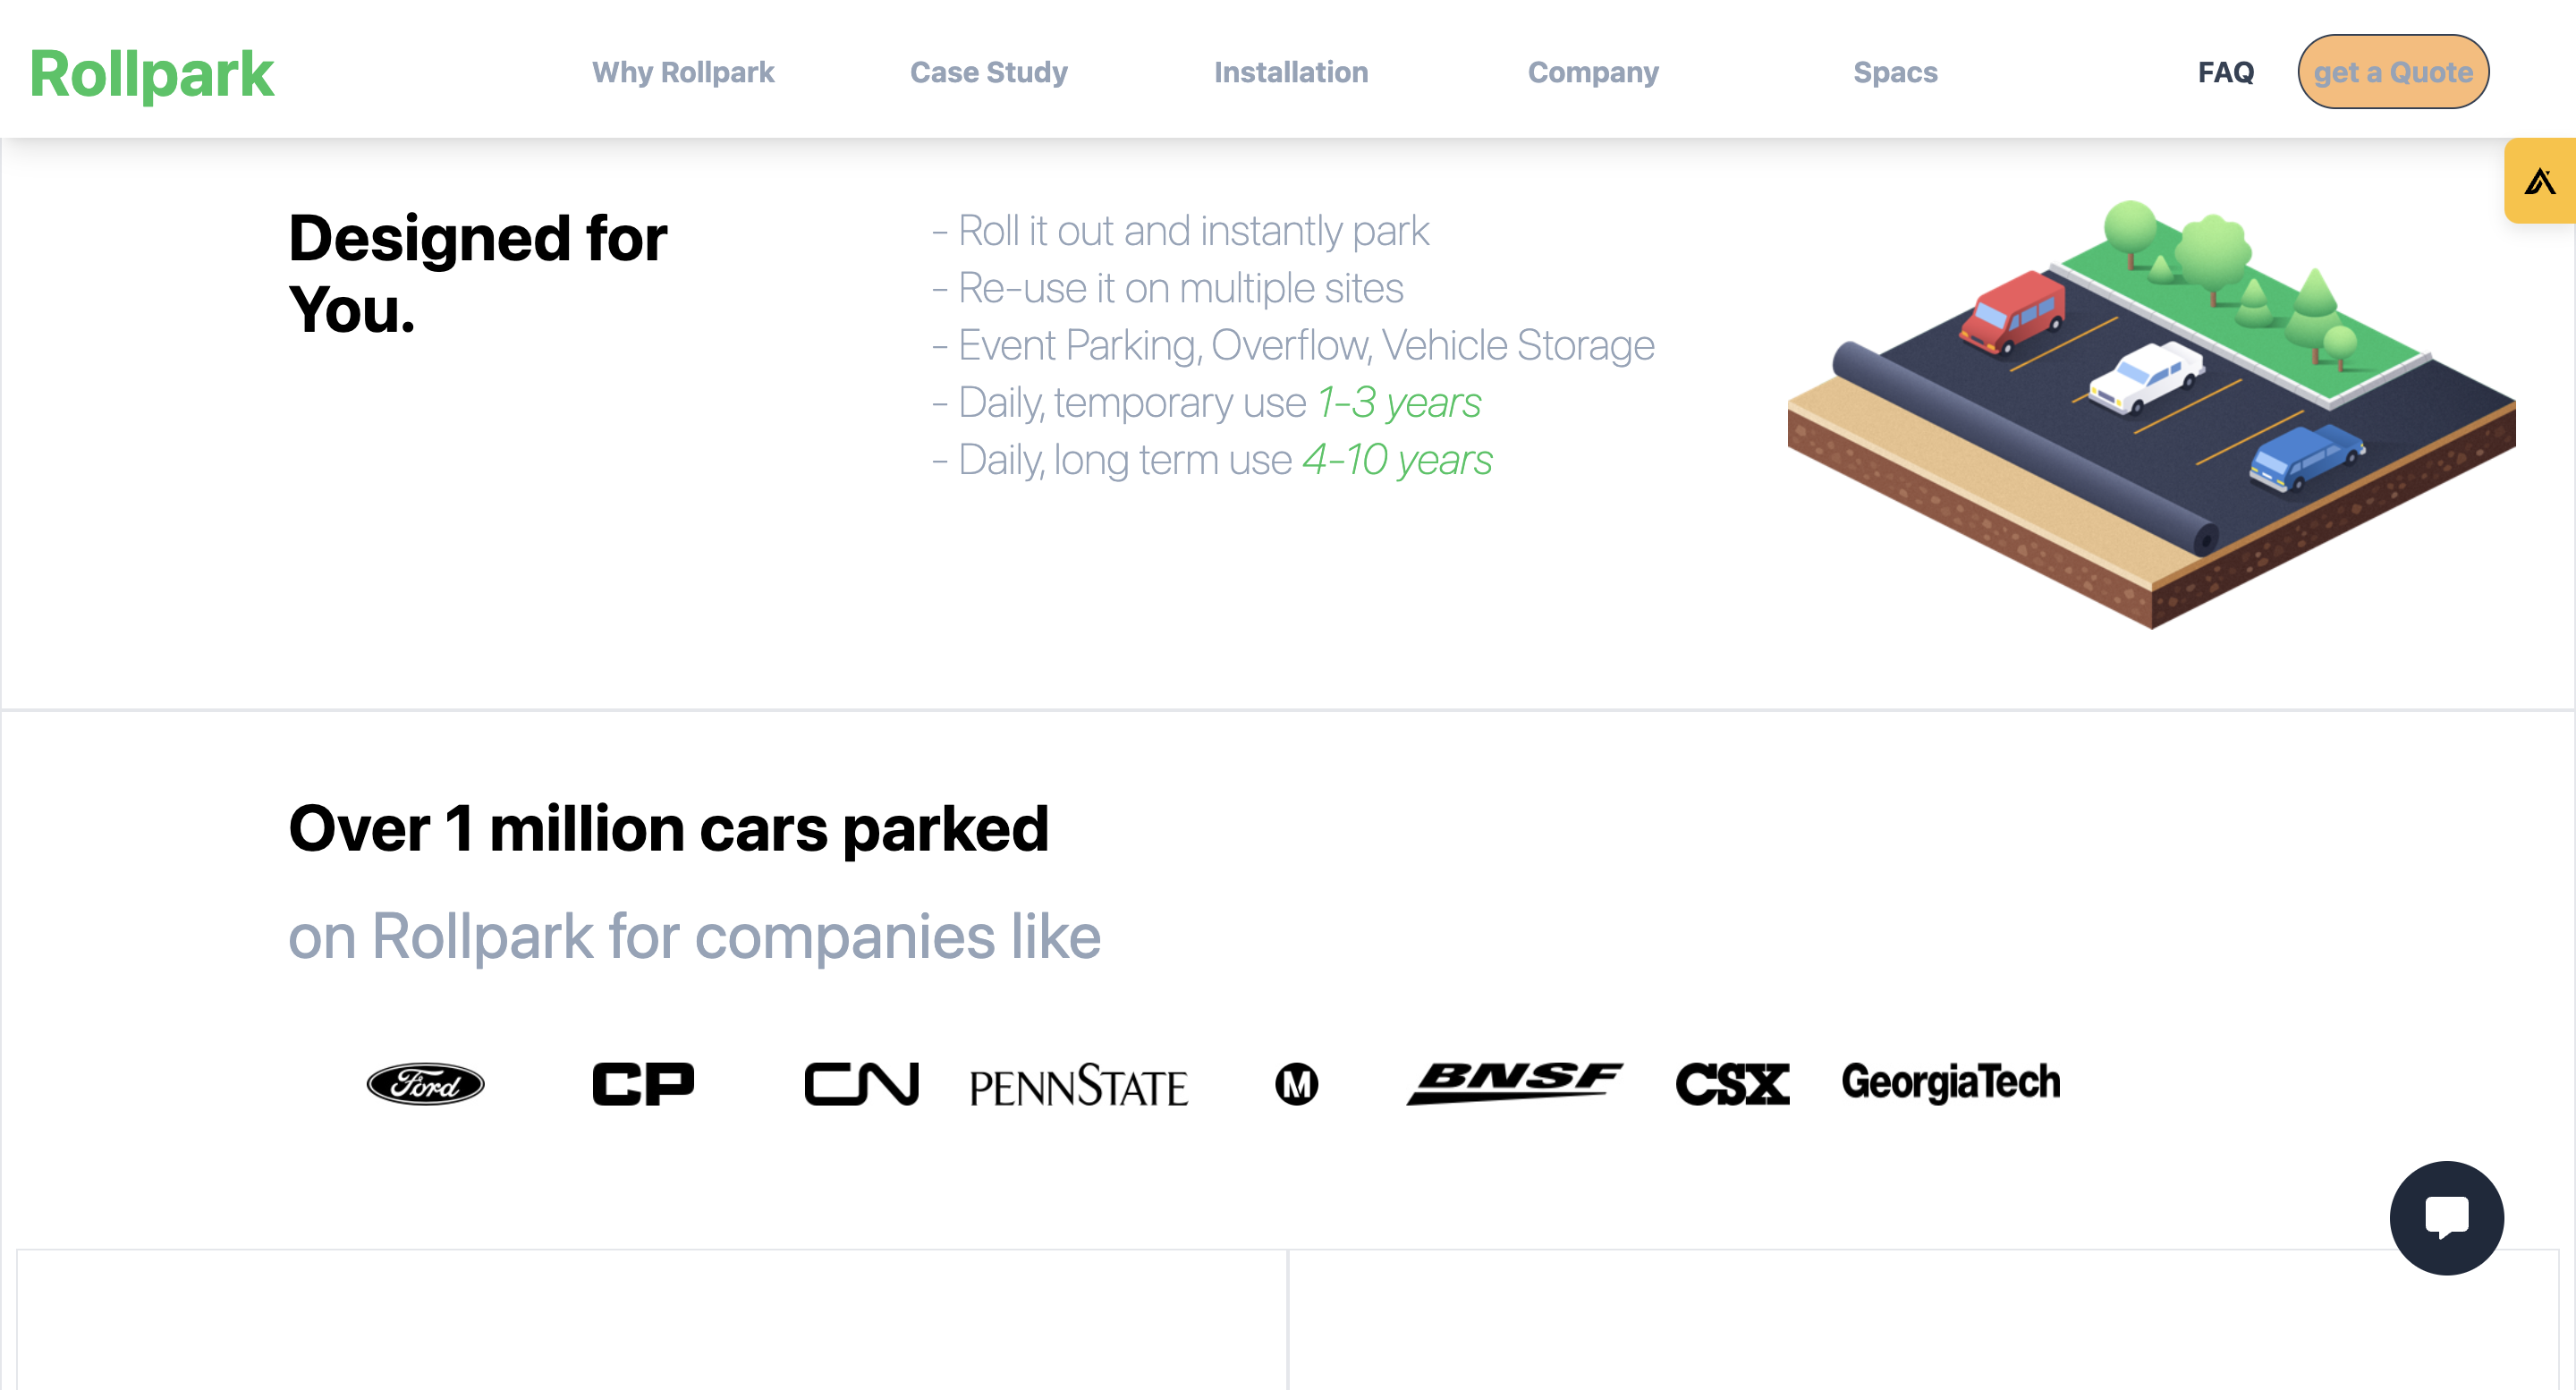 Rollpark
Why Rollpark
Case Study
Installation
Company
Spacs
FAQ
get a Quote
Designed for
You.
- Roll it out and instantly park
- Re-use it on multiple sites
- Event Parking, Overflow, Vehicle Storage
- Daily, temporary use 1-3 years
- Daily, long term use 4-10 years
Over 1 million cars parked
on Rollpark for companies like
Ford
CP
CN
PENNSTATE
M
BNSF
CSX
GeorgiaTech